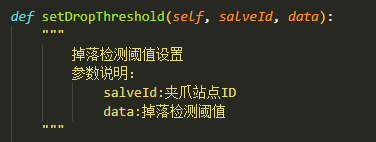 def setDropThreshold(self, salveId, data):
"""
掉落检测阈值设置
参数说明:
salveId:夹爪站点ID
data:掉落检测阈值
"""